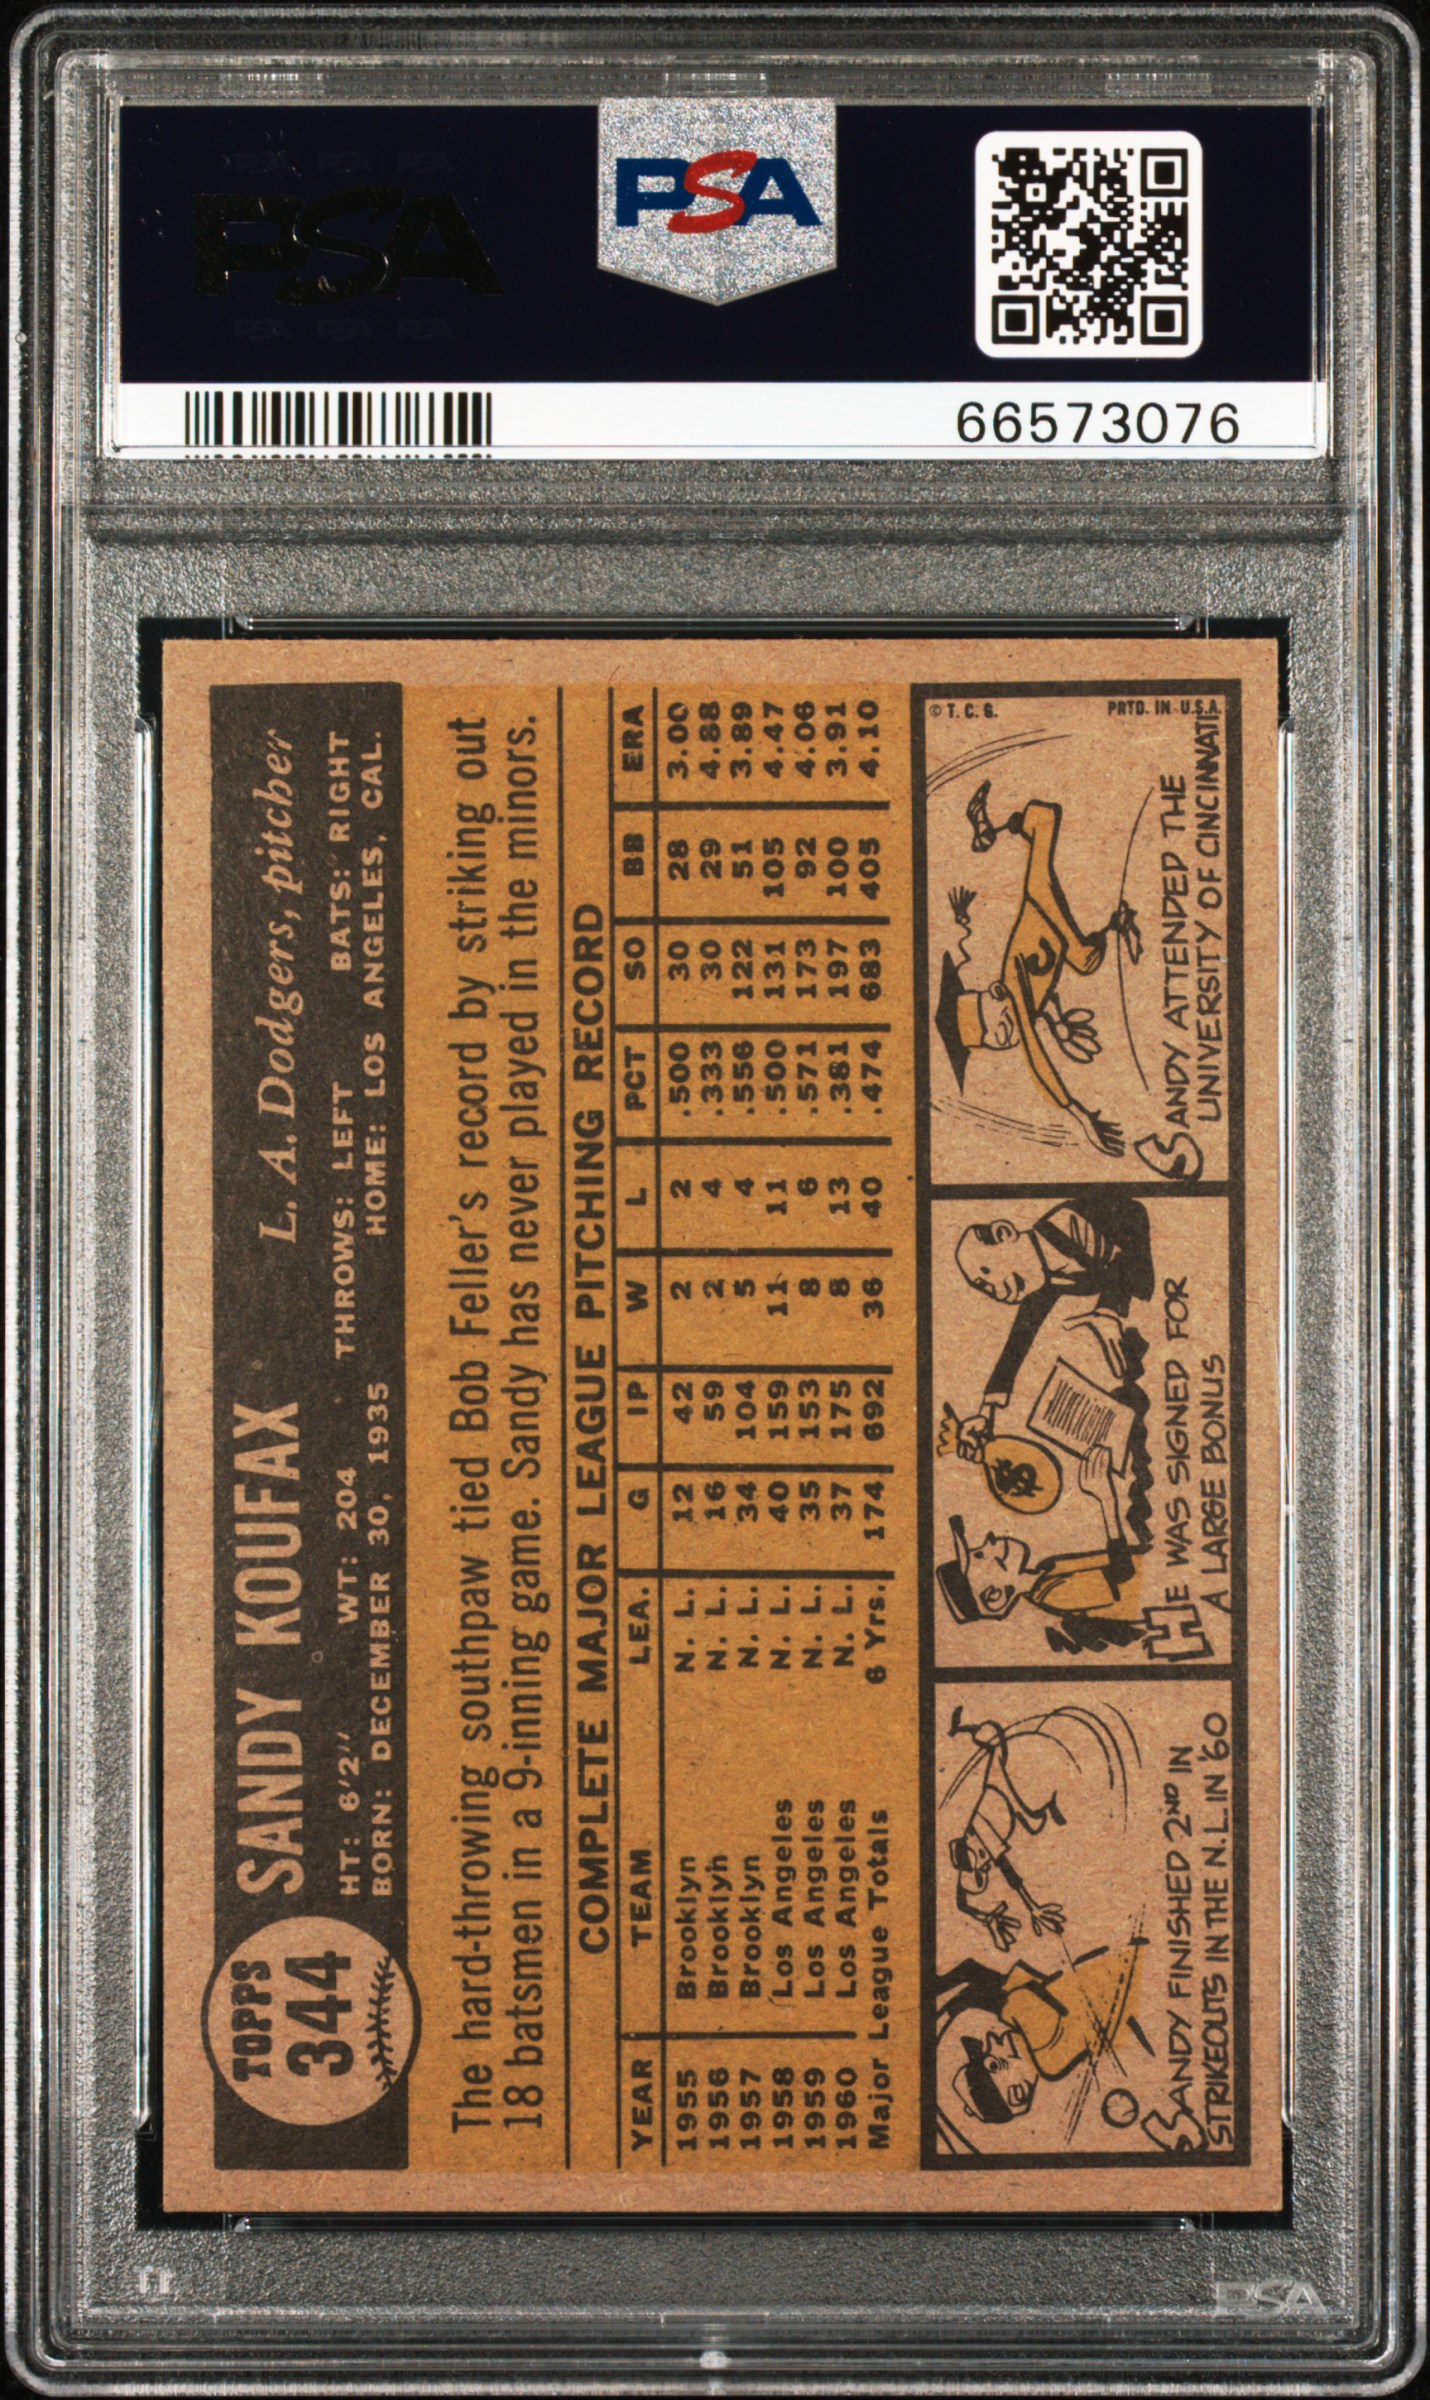 PSA PSA PSA
PSA
PSA PSA PSA
PSA
66573076
TOPPS
344
SANDY KOUFAX
L. A. Dodgers, pitcher
HT: 6'2" WT: 204 THROWS: LEFT BATS: RIGHT
BORN: DECEMBER 30, 1935 HOME: LOS ANGELES, CAL.
The hard-throwing southpaw tied Bob Feller's record by striking out
18 batsmen in a 9-inning game. Sandy has never played in the minors.
COMPLETE MAJOR LEAGUE PITCHING RECORD
YEAR TEAM LEA. G IP W L PCT SO BB ERA
1955 Brooklyn N. L. 12 42 2 2 .500 30 28 3.00
1956 Brooklyn N. L. 16 59 2 4 .333 30 29 4.88
1957 Brooklyn N. L. 34 104 5 4 .556 122 51 3.89
1958 Los Angeles N. L. 40 159 11 11 .500 131 105 4.47
1959 Los Angeles N. L. 35 153 8 6 .571 173 92 4.06
1960 Los Angeles N. L. 37 175 8 13 .381 197 100 3.91
Major League Totals 6 Yrs. 174 692 36 40 .474 683 405 4.10
SANDY FINISHED 2ND IN
STRIKEOUTS IN THE N.L. IN '60
$
HE WAS SIGNED FOR
A LARGE BONUS
© T. C. G.
PRTD. IN U.S.A.
C
SANDY ATTENDED THE
UNIVERSITY OF CINCINNATI
PSA